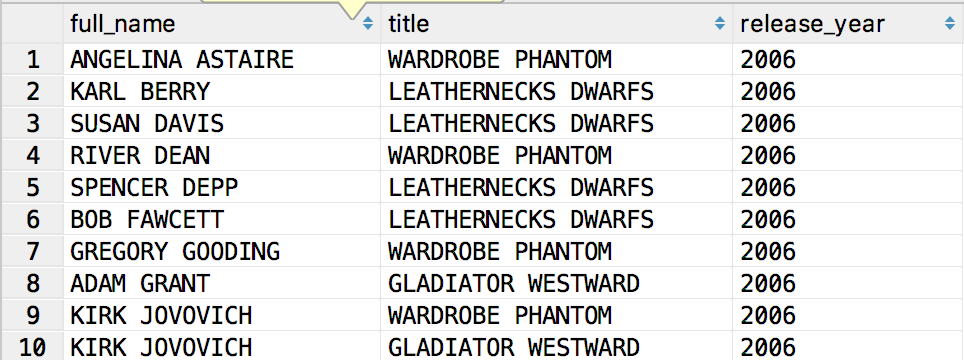 full_name title release_year
1 ANGELINA ASTAIRE WARDROBE PHANTOM 2006
2 KARL BERRY LEATHERNECKS DWARFS 2006
3 SUSAN DAVIS LEATHERNECKS DWARFS 2006
4 RIVER DEAN WARDROBE PHANTOM 2006
5 SPENCER DEPP LEATHERNECKS DWARFS 2006
6 BOB FAWCETT LEATHERNECKS DWARFS 2006
7 GREGORY GOODING WARDROBE PHANTOM 2006
8 ADAM GRANT GLADIATOR WESTWARD 2006
9 KIRK JOVOVICH WARDROBE PHANTOM 2006
10 KIRK JOVOVICH GLADIATOR WESTWARD 2006